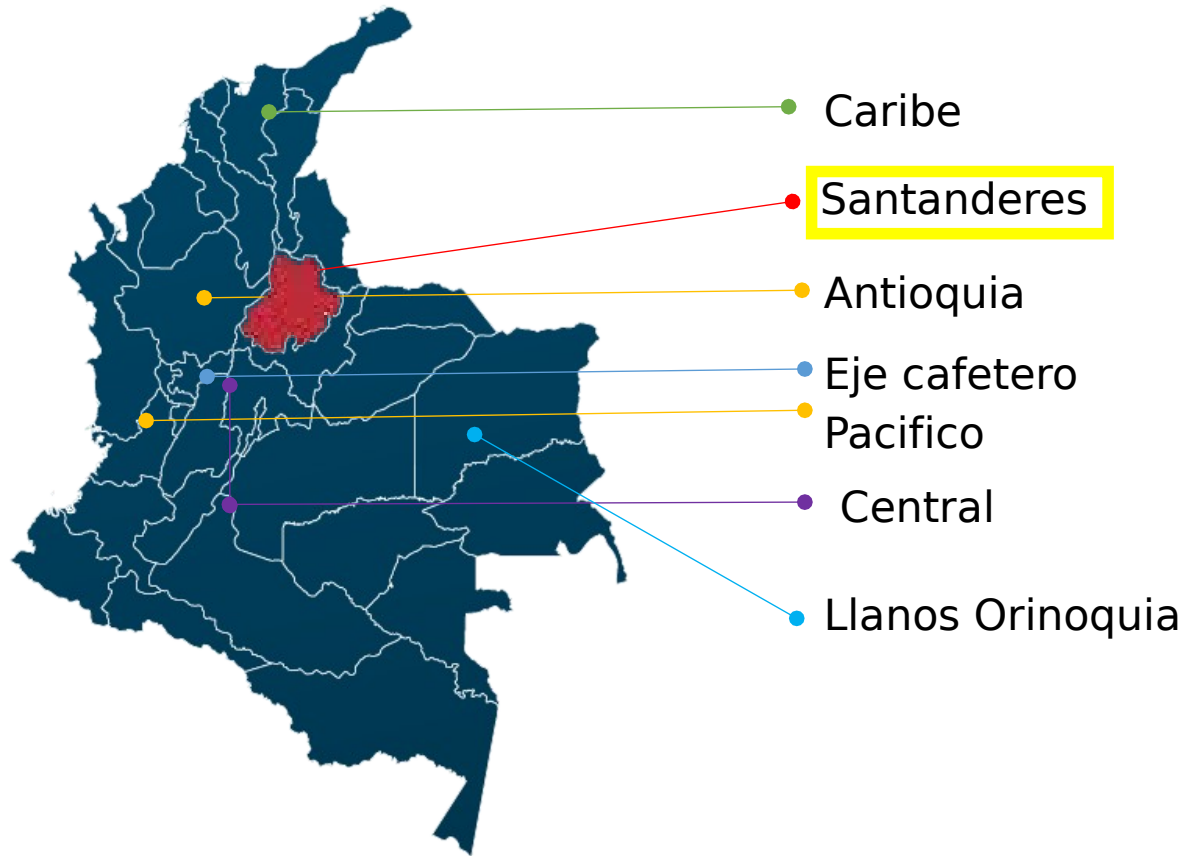 Caribe
Santanderes
Antioquia
Eje cafetero
Pacifico
Central
Llanos Orinoquia